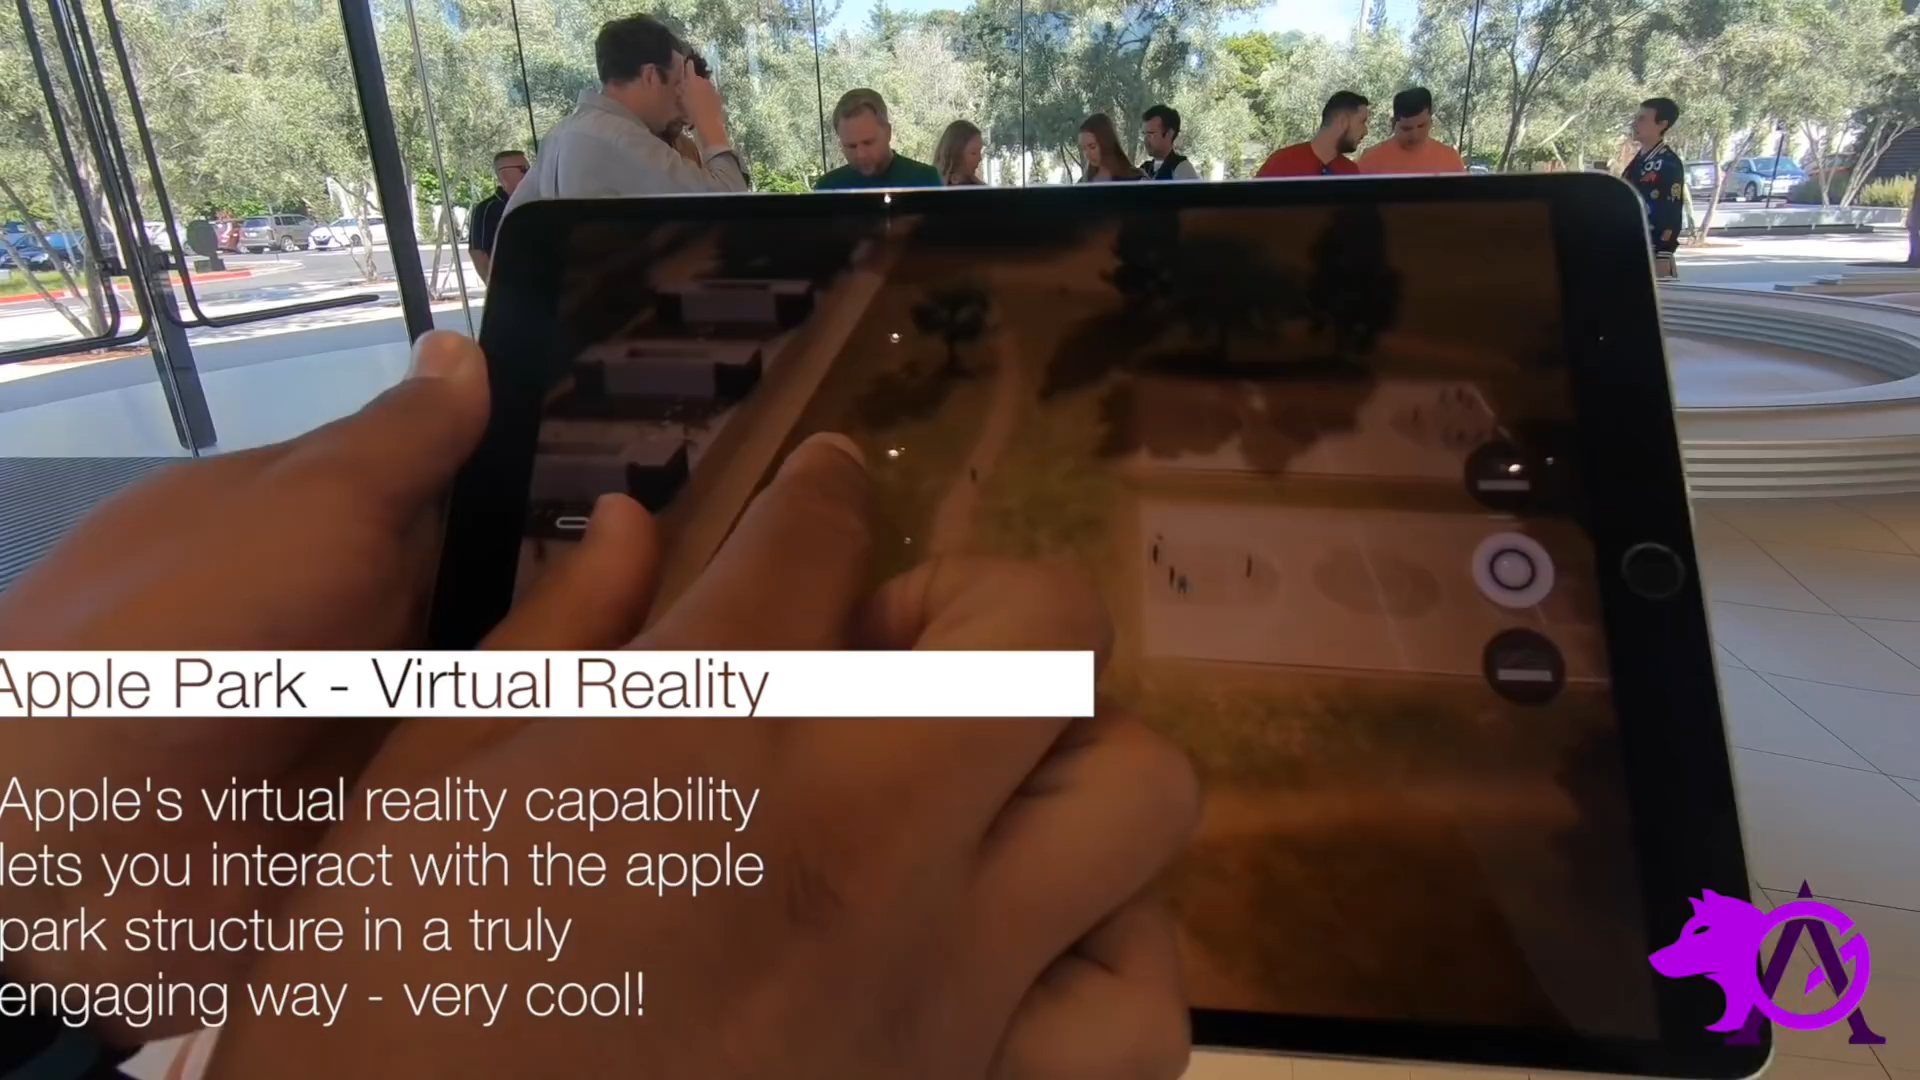 Apple Park - Virtual Reality
Apple's virtual reality capability
lets you interact with the apple
park structure in a truly
engaging way - very cool!